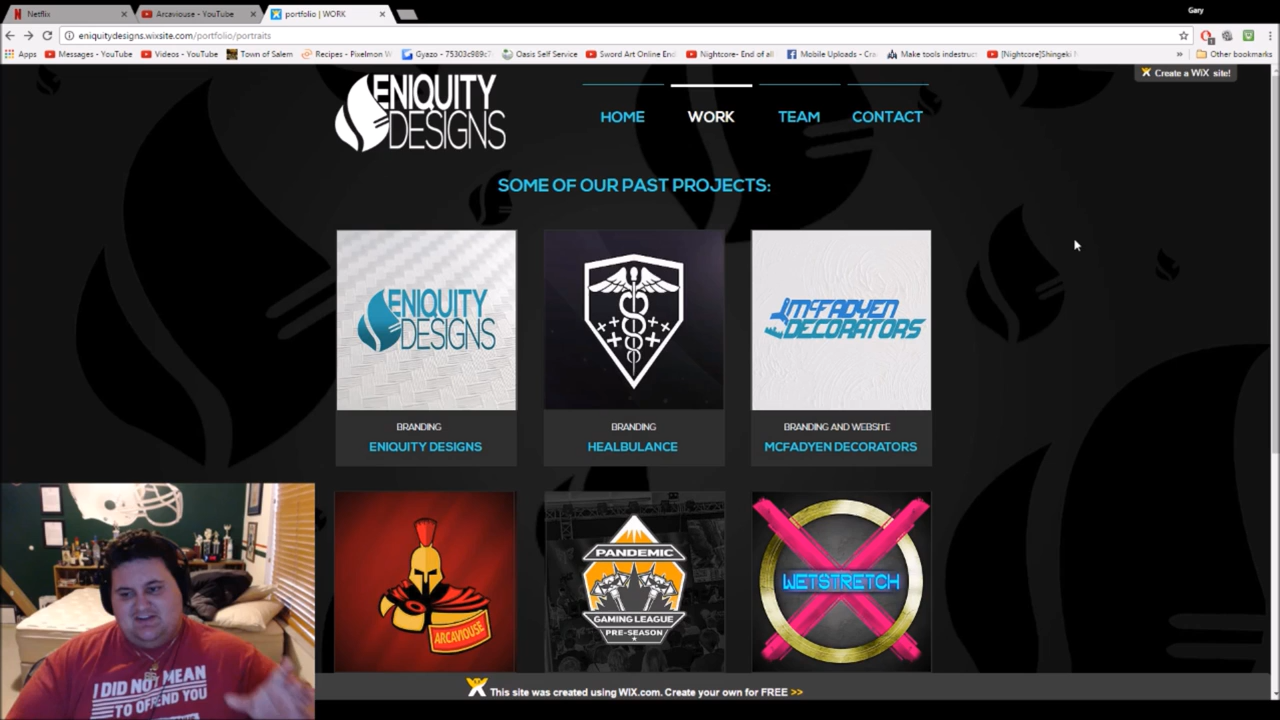 Gary
Netflix
Arcaviouse - YouTube
portfolio | WORK
eniquitydesigns.wixsite.com/portfolio/portraits
Apps
Messages - YouTube
Videos - YouTube
Town of Salem
Recipes - Pixelmon W
Gyazo - 75303c989c7
Oasis Self Service
Sword Art Online End
Nightcore- End of all
Mobile Uploads - Cra
Make tools indestruct
[Nightcore]Shingeki
»
Other bookmarks
Create a WiX site!
ENIQUITY
DESIGNS
HOME
WORK
TEAM
CONTACT
SOME OF OUR PAST PROJECTS:
ENIQUITY
DESIGNS
MCFADYEN
DECORATORS
BRANDING
ENIQUITY DESIGNS
BRANDING
HEALBULANCE
BRANDING AND WEBSITE
MCFADYEN DECORATORS
ARCAVIOUSE
PANDEMIC
GAMING LEAGUE
PRE-SEASON
WETSTRETCH
I DID NOT MEAN
TO OFFEND YOU
This site was created using WIX.com. Create your own for FREE >>